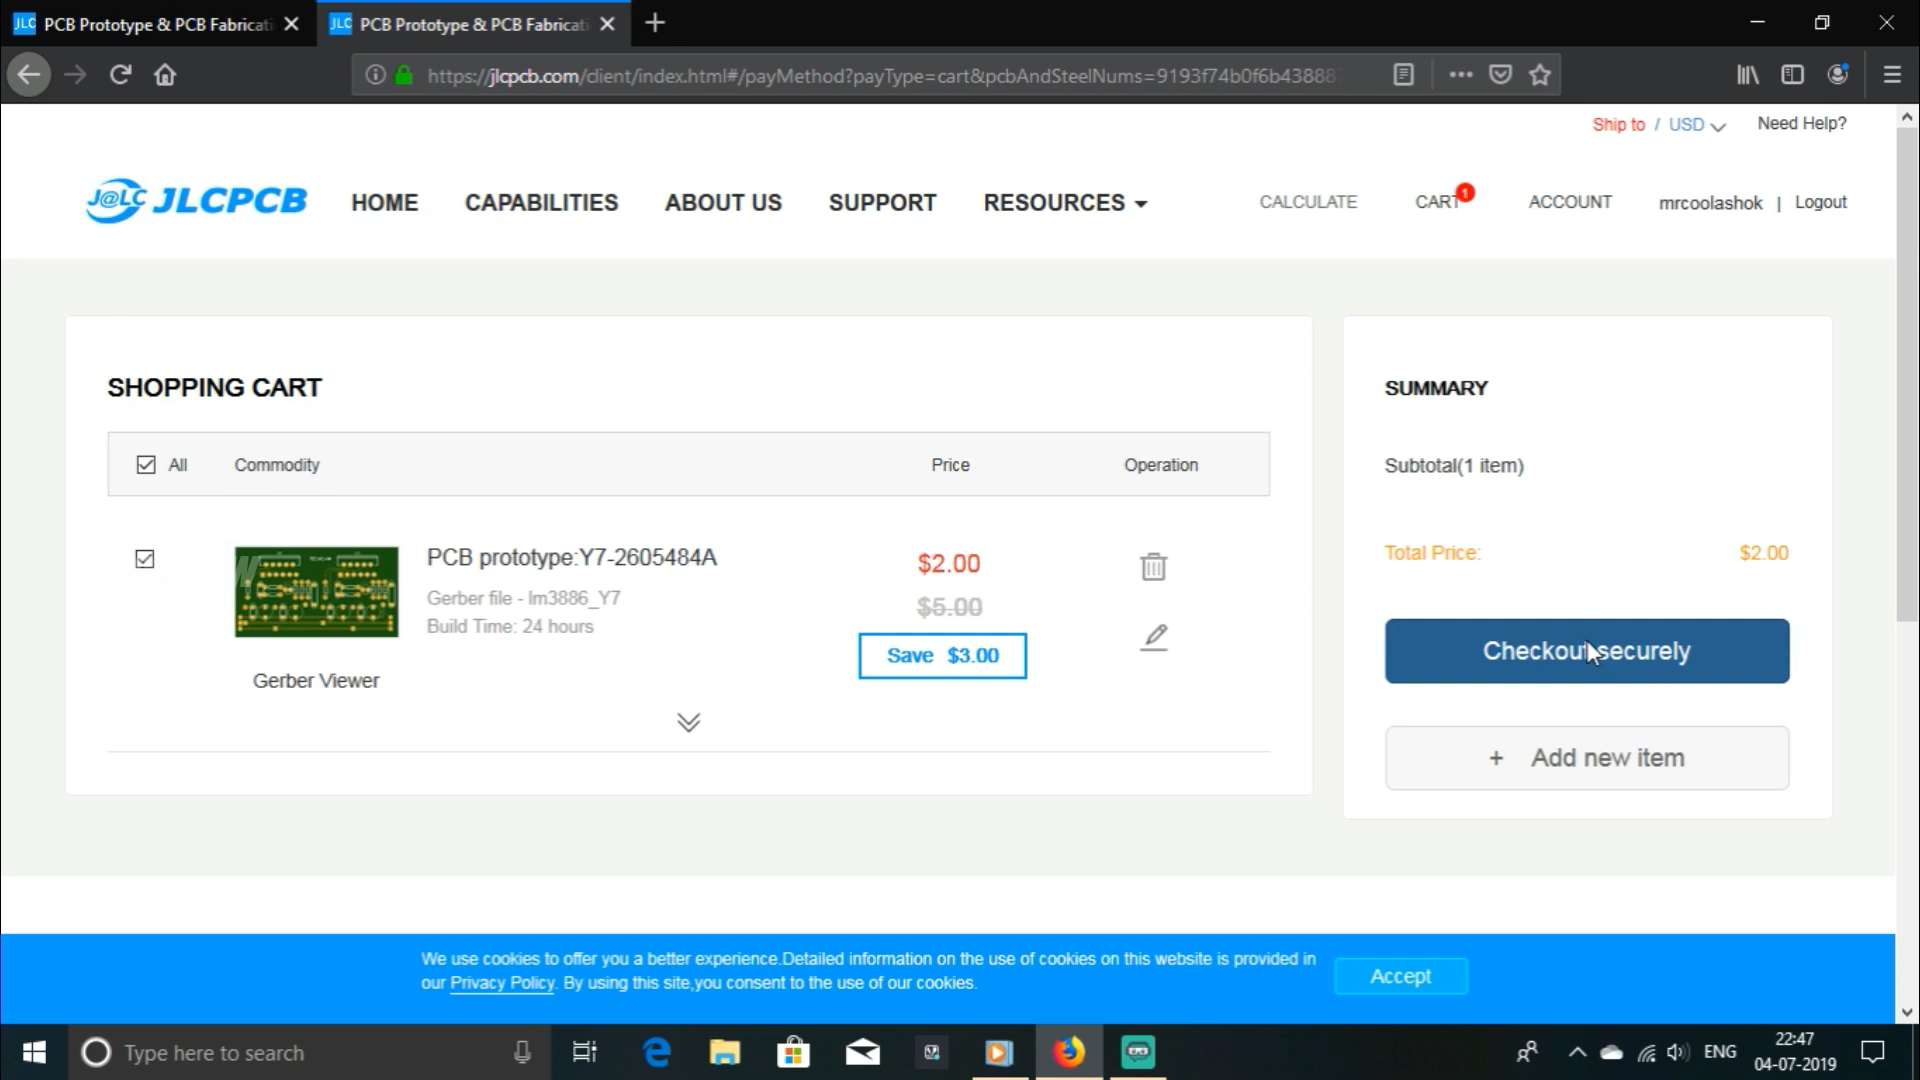 JLC PCB Prototype & PCB Fabricati
JLC PCB Prototype & PCB Fabricati
https://jlcpcb.com/client/index.html#/payMethod?payType=cart&pcbAndSteelNums=9193f74b0f6b43888
Ship to / USD
Need Help?
J@LC JLCPCB
HOME
CAPABILITIES
ABOUT US
SUPPORT
RESOURCES
CALCULATE
CART
1
ACCOUNT
mrcoolashok | Logout
SHOPPING CART
All
Commodity
Price
Operation
PCB prototype:Y7-2605484A
Gerber file - lm3886_Y7
Build Time: 24 hours
Gerber Viewer
$2.00
$5.00
Save $3.00
SUMMARY
Subtotal(1 item)
Total Price:
$2.00
Checkout securely
+ Add new item
We use cookies to offer you a better experience.Detailed information on the use of cookies on this website is provided in
our Privacy Policy. By using this site,you consent to the use of our cookies.
Accept
Type here to search
ENG
22:47
04-07-2019